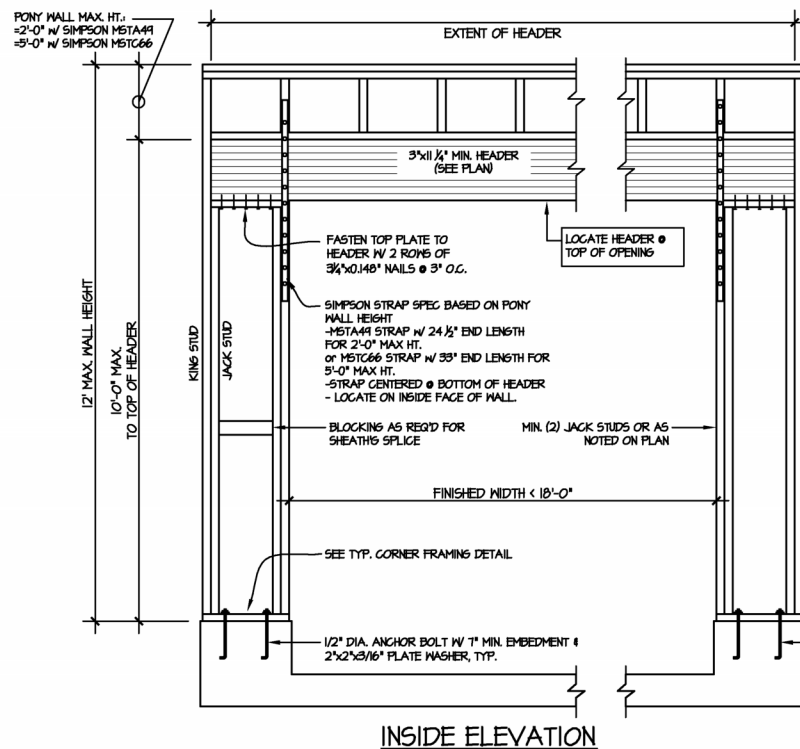 PONY WALL MAX. HT.:
=2'-0" W/ SIMPSON MSTA49
=5'-0" W/ SIMPSON MSTC66
EXTENT OF HEADER
3"x11 1/4" MIN. HEADER
(SEE PLAN)
FASTEN TOP PLATE TO
HEADER W/ 2 ROWS OF
3 1/4"x0.148" NAILS @ 3" O.C.
LOCATE HEADER @
TOP OF OPENING
SIMPSON STRAP SPEC BASED ON PONY
WALL HEIGHT
-MSTA49 STRAP W/ 24 1/2" END LENGTH
FOR 2'-0" MAX HT.
or MSTC66 STRAP W/ 33" END LENGTH FOR
5'-0" MAX HT.
-STRAP CENTERED @ BOTTOM OF HEADER
- LOCATE ON INSIDE FACE OF WALL.
12' MAX. WALL HEIGHT
10'-0" MAX.
TO TOP OF HEADER
KING STUD
JACK STUD
BLOCKING AS REQ'D FOR
SHEATH'G SPLICE
MIN. (2) JACK STUDS OR AS
NOTED ON PLAN
FINISHED WIDTH < 18'-0"
SEE TYP. CORNER FRAMING DETAIL
1/2" DIA. ANCHOR BOLT W/ 7" MIN. EMBEDMENT &
2"x2"x3/16" PLATE WASHER, TYP.
INSIDE ELEVATION